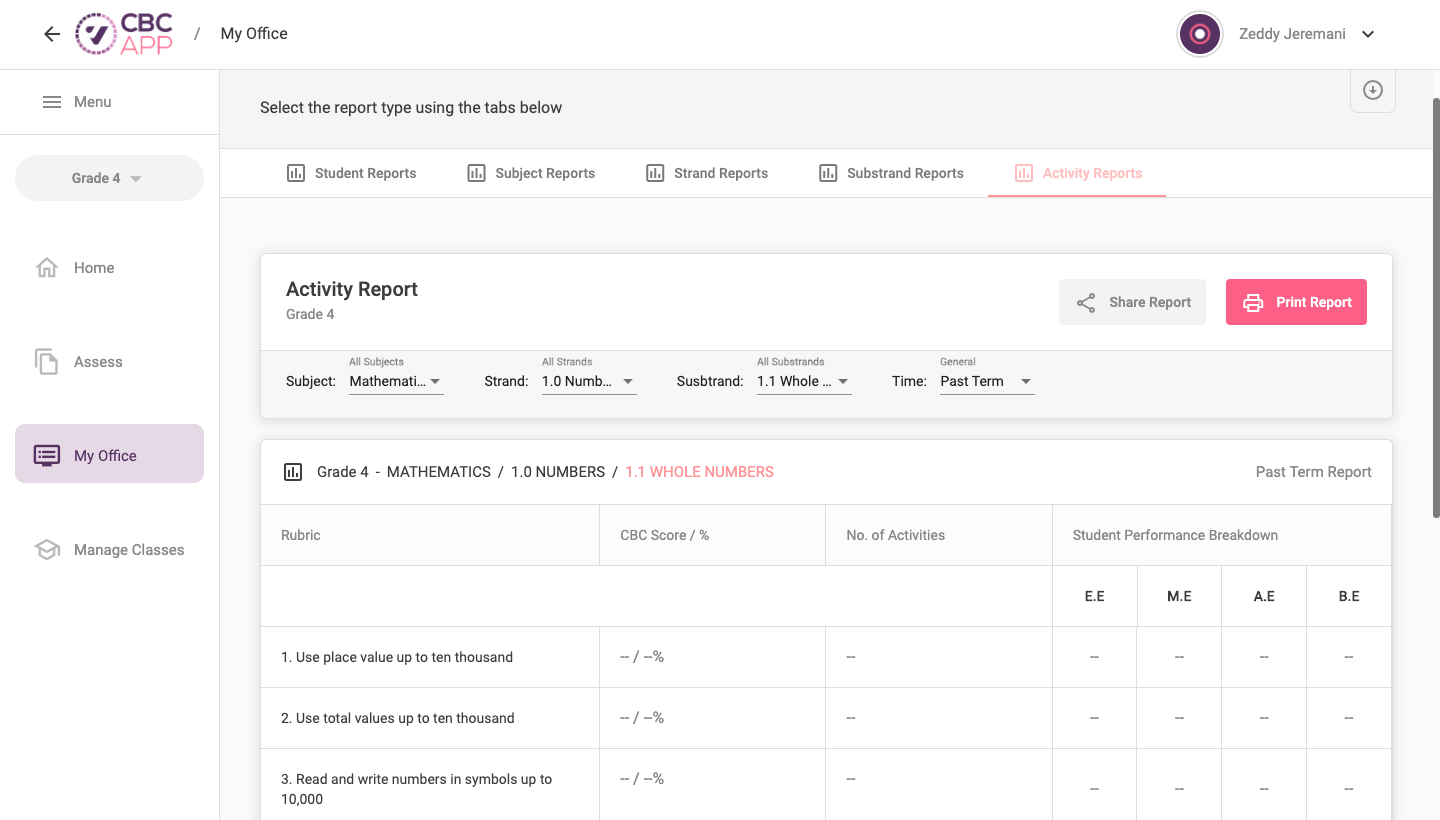 CBC
APP
/ My Office
Zeddy Jeremani
Menu
Select the report type using the tabs below
Grade 4
Student Reports
Subject Reports
Strand Reports
Substrand Reports
Activity Reports
Home
Assess
My Office
Manage Classes
Activity Report
Grade 4
Share Report
Print Report
All Subjects
Subject: Mathemati...
All Strands
Strand: 1.0 Numb...
All Substrands
Susbtrand: 1.1 Whole ...
General
Time: Past Term
Grade 4 - MATHEMATICS / 1.0 NUMBERS / 1.1 WHOLE NUMBERS
Past Term Report
Rubric CBC Score / % No. of Activities Student Performance Breakdown
E.E M.E A.E B.E
1. Use place value up to ten thousand -- / --% -- -- -- -- --
2. Use total values up to ten thousand -- / --% -- -- -- -- --
3. Read and write numbers in symbols up to -- / --% --
10,000 -- -- -- --